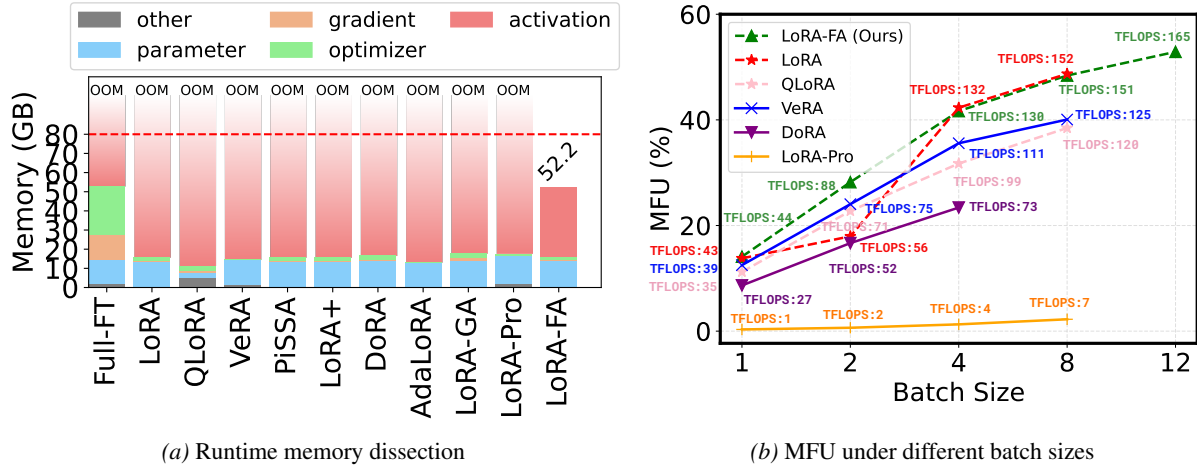 other
gradient
activation
parameter
optimizer
OOM OOM OOM OOM OOM OOM OOM OOM OOM OOM
52.2
80
70
60
50
40
30
20
10
0
Memory (GB)
Full-FT
LoRA
QLoRA
VeRA
PiSSA
LoRA+
DoRA
AdaLoRA
LoRA-GA
LoRA-Pro
LoRA-FA
(a) Runtime memory dissection
LoRA-FA (Ours)
LoRA
QLoRA
VeRA
DoRA
LoRA-Pro
60
40
20
0
MFU (%)
TFLOPS:165
TFLOPS:152
TFLOPS:151
TFLOPS:132
TFLOPS:130
TFLOPS:125
TFLOPS:120
TFLOPS:111
TFLOPS:99
TFLOPS:88
TFLOPS:75
TFLOPS:73
TFLOPS:71
TFLOPS:56
TFLOPS:52
TFLOPS:44
TFLOPS:43
TFLOPS:39
TFLOPS:35
TFLOPS:27
TFLOPS:1
TFLOPS:2
TFLOPS:4
TFLOPS:7
1 2 4 8 12
Batch Size
(b) MFU under different batch sizes